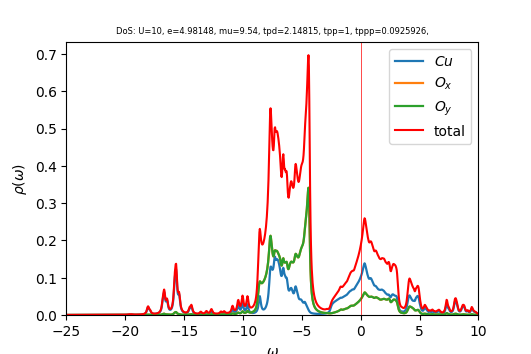 DoS: U=10, e=4.98148, mu=9.54, tpd=2.14815, tpp=1, tppp=0.0925926,
0.7
0.6
0.5
0.4
0.3
0.2
0.1
0.0
ρ(ω)
Cu
O_x
O_y
total
−25 −20 −15 −10 −5 0 5 10
ω